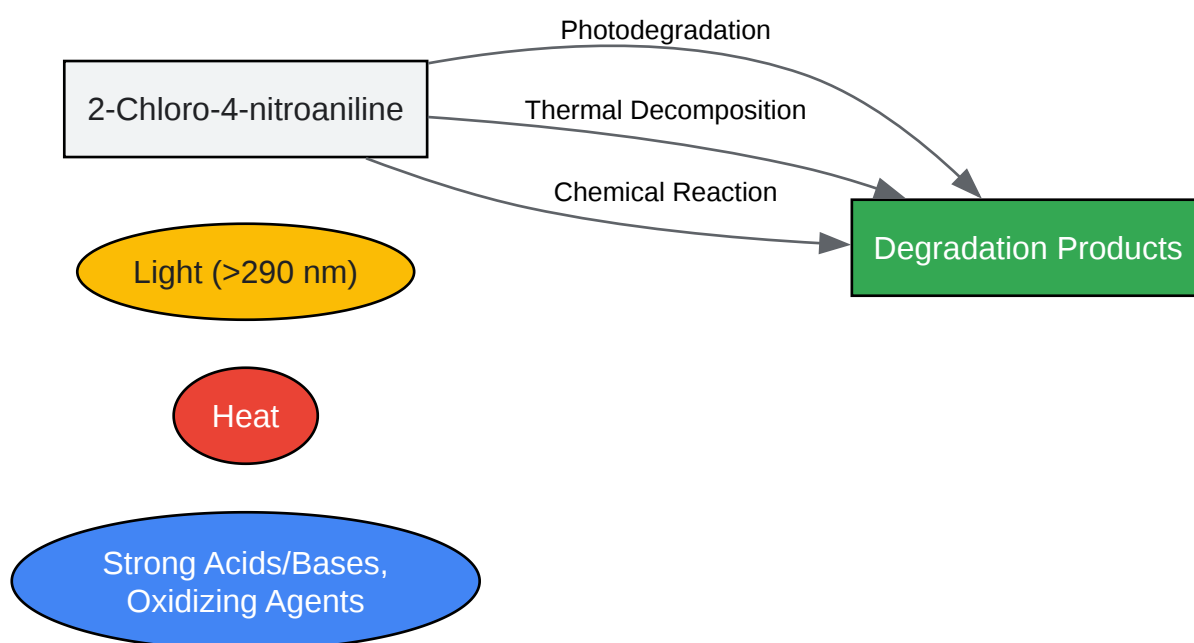 Photodegradation
2-Chloro-4-nitroaniline
Thermal Decomposition
Chemical Reaction
Degradation Products
Light (>290 nm)
Heat
Strong Acids/Bases,
Oxidizing Agents